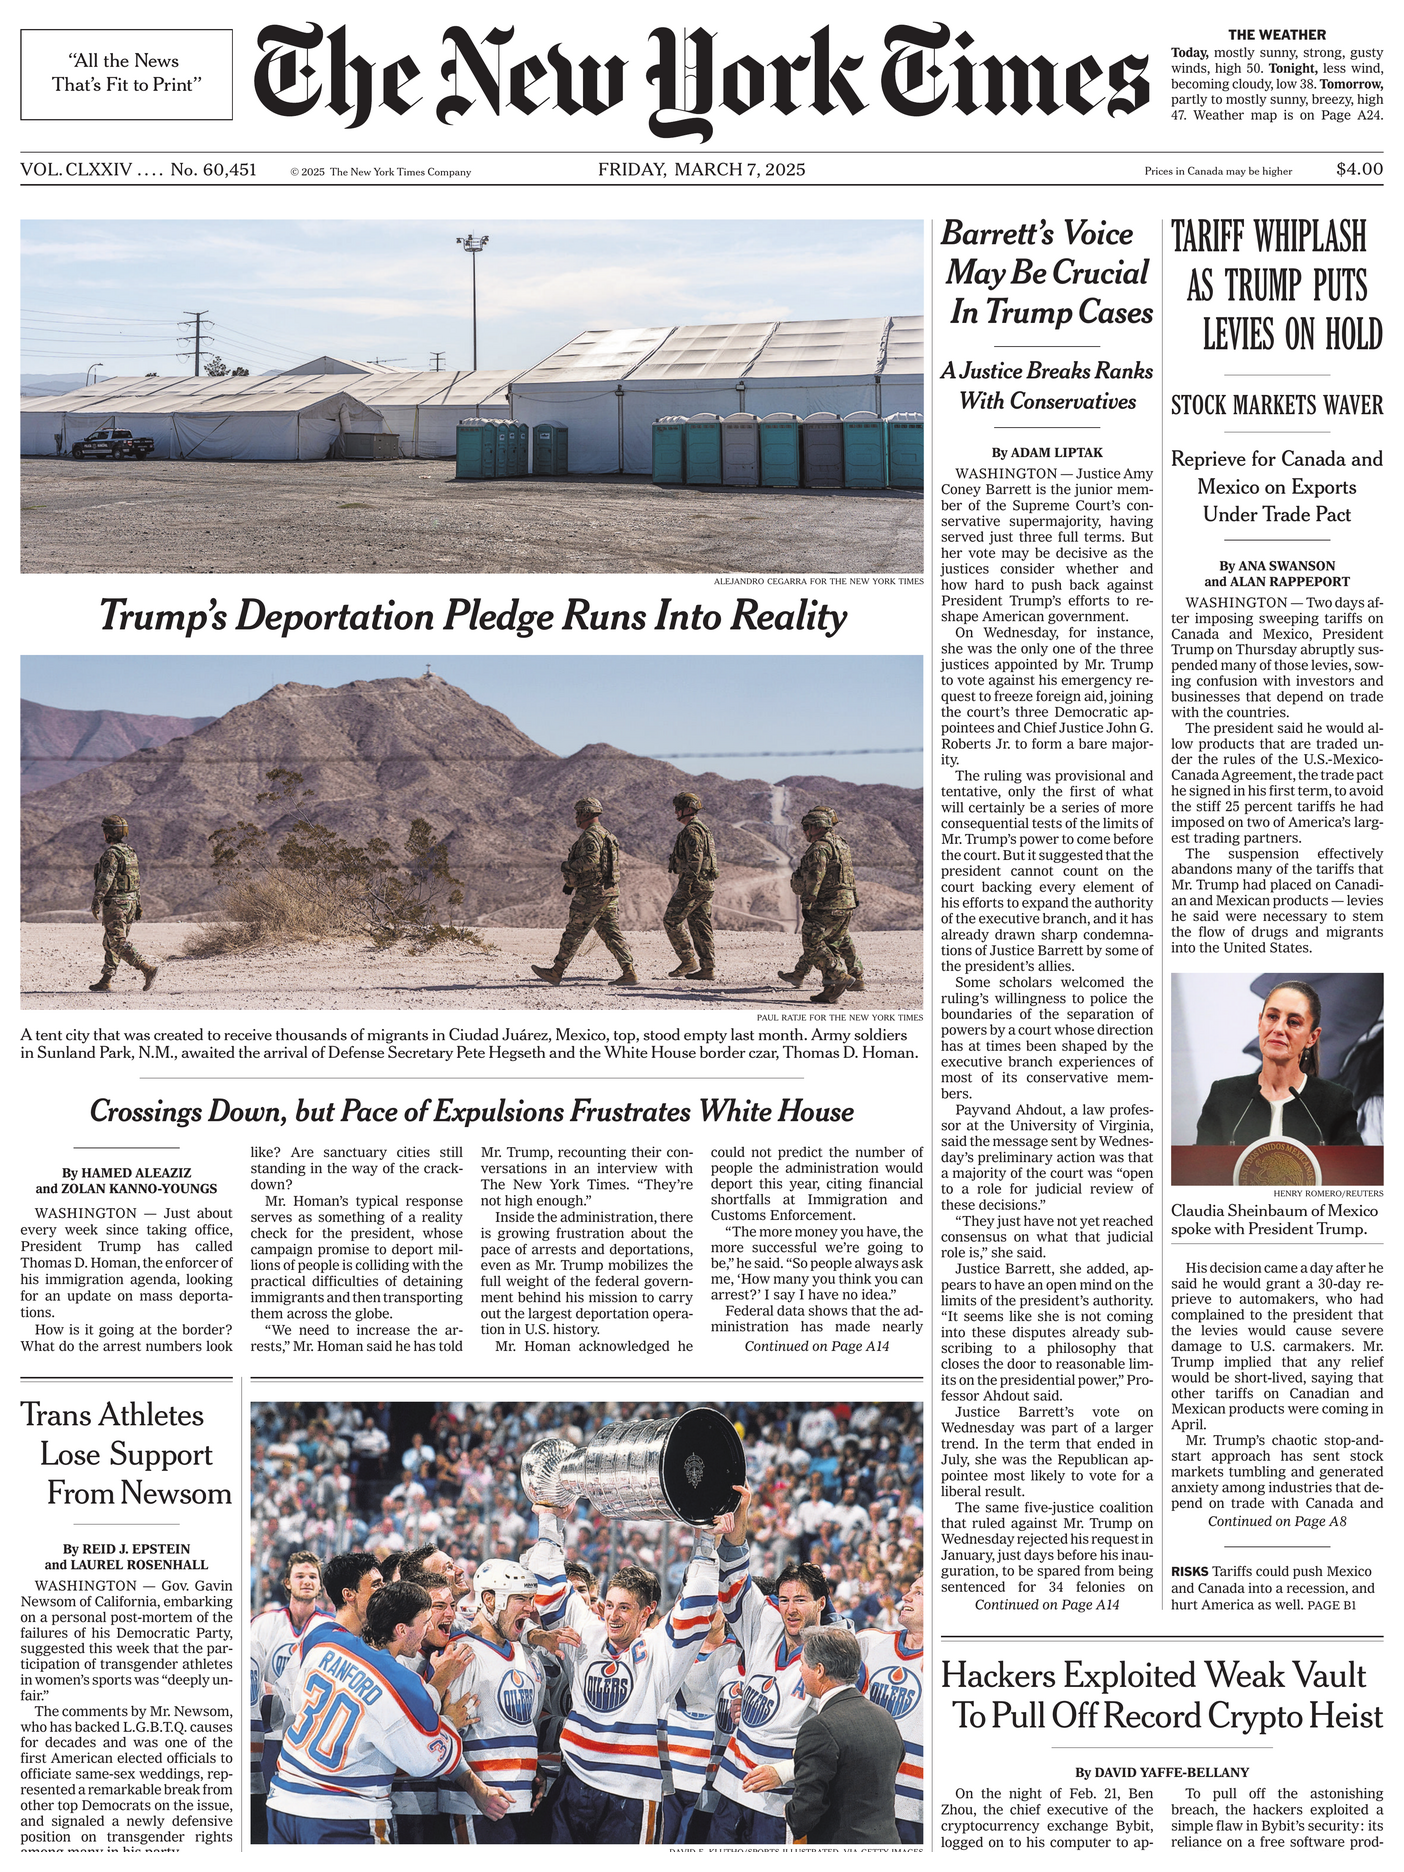 “All the News
That’s Fit to Print”
The New York Times
THE WEATHER
Today, mostly sunny, strong, gusty
winds, high 50. Tonight, less wind,
becoming cloudy, low 38. Tomorrow,
partly to mostly sunny, breezy, high
47. Weather map is on Page A24.
VOL. CLXXIV .... No. 60,451
© 2025 The New York Times Company
FRIDAY, MARCH 7, 2025
Prices in Canada may be higher
$4.00
ALEJANDRO CEGARRA FOR THE NEW YORK TIMES
Trump’s Deportation Pledge Runs Into Reality
PAUL RATJE FOR THE NEW YORK TIMES
A tent city that was created to receive thousands of migrants in Ciudad Juárez, Mexico, top, stood empty last month. Army soldiers
in Sunland Park, N.M., awaited the arrival of Defense Secretary Pete Hegseth and the White House border czar, Thomas D. Homan.
Crossings Down, but Pace of Expulsions Frustrates White House
By HAMED ALEAZIZ
and ZOLAN KANNO-YOUNGS
WASHINGTON — Just about
every week since taking office,
President Trump has called
Thomas D. Homan, the enforcer of
his immigration agenda, looking
for an update on mass deporta-
tions.
How is it going at the border?
What do the arrest numbers look
like? Are sanctuary cities still
standing in the way of the crack-
down?
Mr. Homan’s typical response
serves as something of a reality
check for the president, whose
campaign promise to deport mil-
lions of people is colliding with the
practical difficulties of detaining
immigrants and then transporting
them across the globe.
“We need to increase the ar-
rests,” Mr. Homan said he has told
Mr. Trump, recounting their con-
versations in an interview with
The New York Times. “They’re
not high enough.”
Inside the administration, there
is growing frustration about the
pace of arrests and deportations,
even as Mr. Trump mobilizes the
full weight of the federal govern-
ment behind his mission to carry
out the largest deportation opera-
tion in U.S. history.
Mr. Homan acknowledged he
could not predict the number of
people the administration would
deport this year, citing financial
shortfalls at Immigration and
Customs Enforcement.
“The more money you have, the
more successful we’re going to
be,” he said. “So people always ask
me, ‘How many you think you can
arrest?’ I say I have no idea.”
Federal data shows that the ad-
ministration has made nearly
Continued on Page A14
Trans Athletes
Lose Support
From Newsom
By REID J. EPSTEIN
and LAUREL ROSENHALL
WASHINGTON — Gov. Gavin
Newsom of California, embarking
on a personal post-mortem of the
failures of his Democratic Party,
suggested this week that the par-
ticipation of transgender athletes
in women’s sports was “deeply un-
fair.”
The comments by Mr. Newsom,
who has backed L.G.B.T.Q. causes
for decades and was one of the
first American elected officials to
officiate same-sex weddings, rep-
resented a remarkable break from
other top Democrats on the issue,
and signaled a newly defensive
position on transgender rights
among many in his party.
RANFORD
30
3
OILERS
C
OILERS
A
OILERS
OILERS
DAVID E. KLUTHO/SPORTS ILLUSTRATED, VIA GETTY IMAGES
Barrett’s Voice
May Be Crucial
In Trump Cases
A Justice Breaks Ranks
With Conservatives
By ADAM LIPTAK
WASHINGTON — Justice Amy
Coney Barrett is the junior mem-
ber of the Supreme Court’s con-
servative supermajority, having
served just three full terms. But
her vote may be decisive as the
justices consider whether and
how hard to push back against
President Trump’s efforts to re-
shape American government.
On Wednesday, for instance,
she was the only one of the three
justices appointed by Mr. Trump
to vote against his emergency re-
quest to freeze foreign aid, joining
the court’s three Democratic ap-
pointees and Chief Justice John G.
Roberts Jr. to form a bare major-
ity.
The ruling was provisional and
tentative, only the first of what
will certainly be a series of more
consequential tests of the limits of
Mr. Trump’s power to come before
the court. But it suggested that the
president cannot count on the
court backing every element of
his efforts to expand the authority
of the executive branch, and it has
already drawn sharp condemna-
tions of Justice Barrett by some of
the president’s allies.
Some scholars welcomed the
ruling’s willingness to police the
boundaries of the separation of
powers by a court whose direction
has at times been shaped by the
executive branch experiences of
most of its conservative mem-
bers.
Payvand Ahdout, a law profes-
sor at the University of Virginia,
said the message sent by Wednes-
day’s preliminary action was that
a majority of the court was “open
to a role for judicial review of
these decisions.”
“They just have not yet reached
consensus on what that judicial
role is,” she said.
Justice Barrett, she added, ap-
pears to have an open mind on the
limits of the president’s authority.
“It seems like she is not coming
into these disputes already sub-
scribing to a philosophy that
closes the door to reasonable lim-
its on the presidential power,” Pro-
fessor Ahdout said.
Justice Barrett’s vote on
Wednesday was part of a larger
trend. In the term that ended in
July, she was the Republican ap-
pointee most likely to vote for a
liberal result.
The same five-justice coalition
that ruled against Mr. Trump on
Wednesday rejected his request in
January, just days before his inau-
guration, to be spared from being
sentenced for 34 felonies on
Continued on Page A14
TARIFF WHIPLASH
AS TRUMP PUTS
LEVIES ON HOLD
STOCK MARKETS WAVER
Reprieve for Canada and
Mexico on Exports
Under Trade Pact
By ANA SWANSON
and ALAN RAPPEPORT
WASHINGTON — Two days af-
ter imposing sweeping tariffs on
Canada and Mexico, President
Trump on Thursday abruptly sus-
pended many of those levies, sow-
ing confusion with investors and
businesses that depend on trade
with the countries.
The president said he would al-
low products that are traded un-
der the rules of the U.S.-Mexico-
Canada Agreement, the trade pact
he signed in his first term, to avoid
the stiff 25 percent tariffs he had
imposed on two of America’s larg-
est trading partners.
The suspension effectively
abandons many of the tariffs that
Mr. Trump had placed on Canadi-
an and Mexican products — levies
he said were necessary to stem
the flow of drugs and migrants
into the United States.
HENRY ROMERO/REUTERS
Claudia Sheinbaum of Mexico
spoke with President Trump.
His decision came a day after he
said he would grant a 30-day re-
prieve to automakers, who had
complained to the president that
the levies would cause severe
damage to U.S. carmakers. Mr.
Trump implied that any relief
would be short-lived, saying that
other tariffs on Canadian and
Mexican products were coming in
April.
Mr. Trump’s chaotic stop-and-
start approach has sent stock
markets tumbling and generated
anxiety among industries that de-
pend on trade with Canada and
Continued on Page A8
RISKS Tariffs could push Mexico
and Canada into a recession, and
hurt America as well. PAGE B1
Hackers Exploited Weak Vault
To Pull Off Record Crypto Heist
By DAVID YAFFE-BELLANY
On the night of Feb. 21, Ben
Zhou, the chief executive of the
cryptocurrency exchange Bybit,
logged on to his computer to ap-
To pull off the astonishing
breach, the hackers exploited a
simple flaw in Bybit’s security: its
reliance on a free software prod-